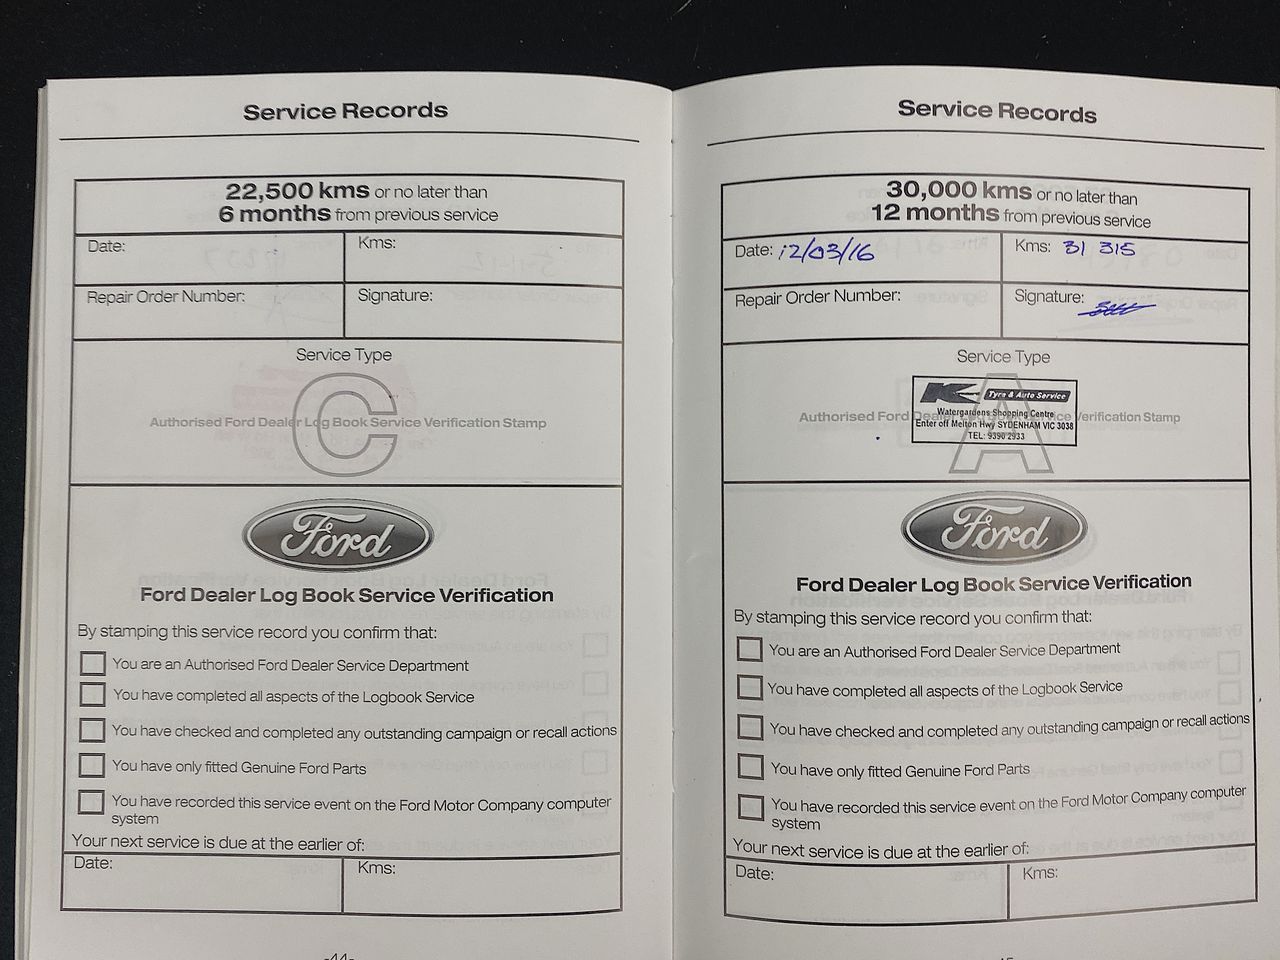 Service Records
22,500 kms or no later than
6 months from previous service
Date:
Kms:
Repair Order Number:
Signature:
Service Type
C
Authorised Ford Dealer Log Book Service Verification Stamp
Ford
Ford Dealer Log Book Service Verification
By stamping this service record you confirm that:
You are an Authorised Ford Dealer Service Department
You have completed all aspects of the Logbook Service
You have checked and completed any outstanding campaign or recall actions
You have only fitted Genuine Ford Parts
You have recorded this service event on the Ford Motor Company computer
system
Your next service is due at the earlier of:
Date:
Kms:
-44-
Service Records
30,000 kms or no later than
12 months from previous service
Date: 12/03/16
Kms: 31 315
Repair Order Number:
Signature:
Service Type
A
Authorised Ford Dealer Service Verification Stamp
K Tyre & Auto Service
Watergardens Shopping Centre
Enter off Melton Hwy SYDENHAM VIC 3038
TEL: 9390 2933
Ford
Ford Dealer Log Book Service Verification
By stamping this service record you confirm that:
You are an Authorised Ford Dealer Service Department
You have completed all aspects of the Logbook Service
You have checked and completed any outstanding campaign or recall actions
You have only fitted Genuine Ford Parts
You have recorded this service event on the Ford Motor Company computer
system
Your next service is due at the earlier of:
Date:
Kms: